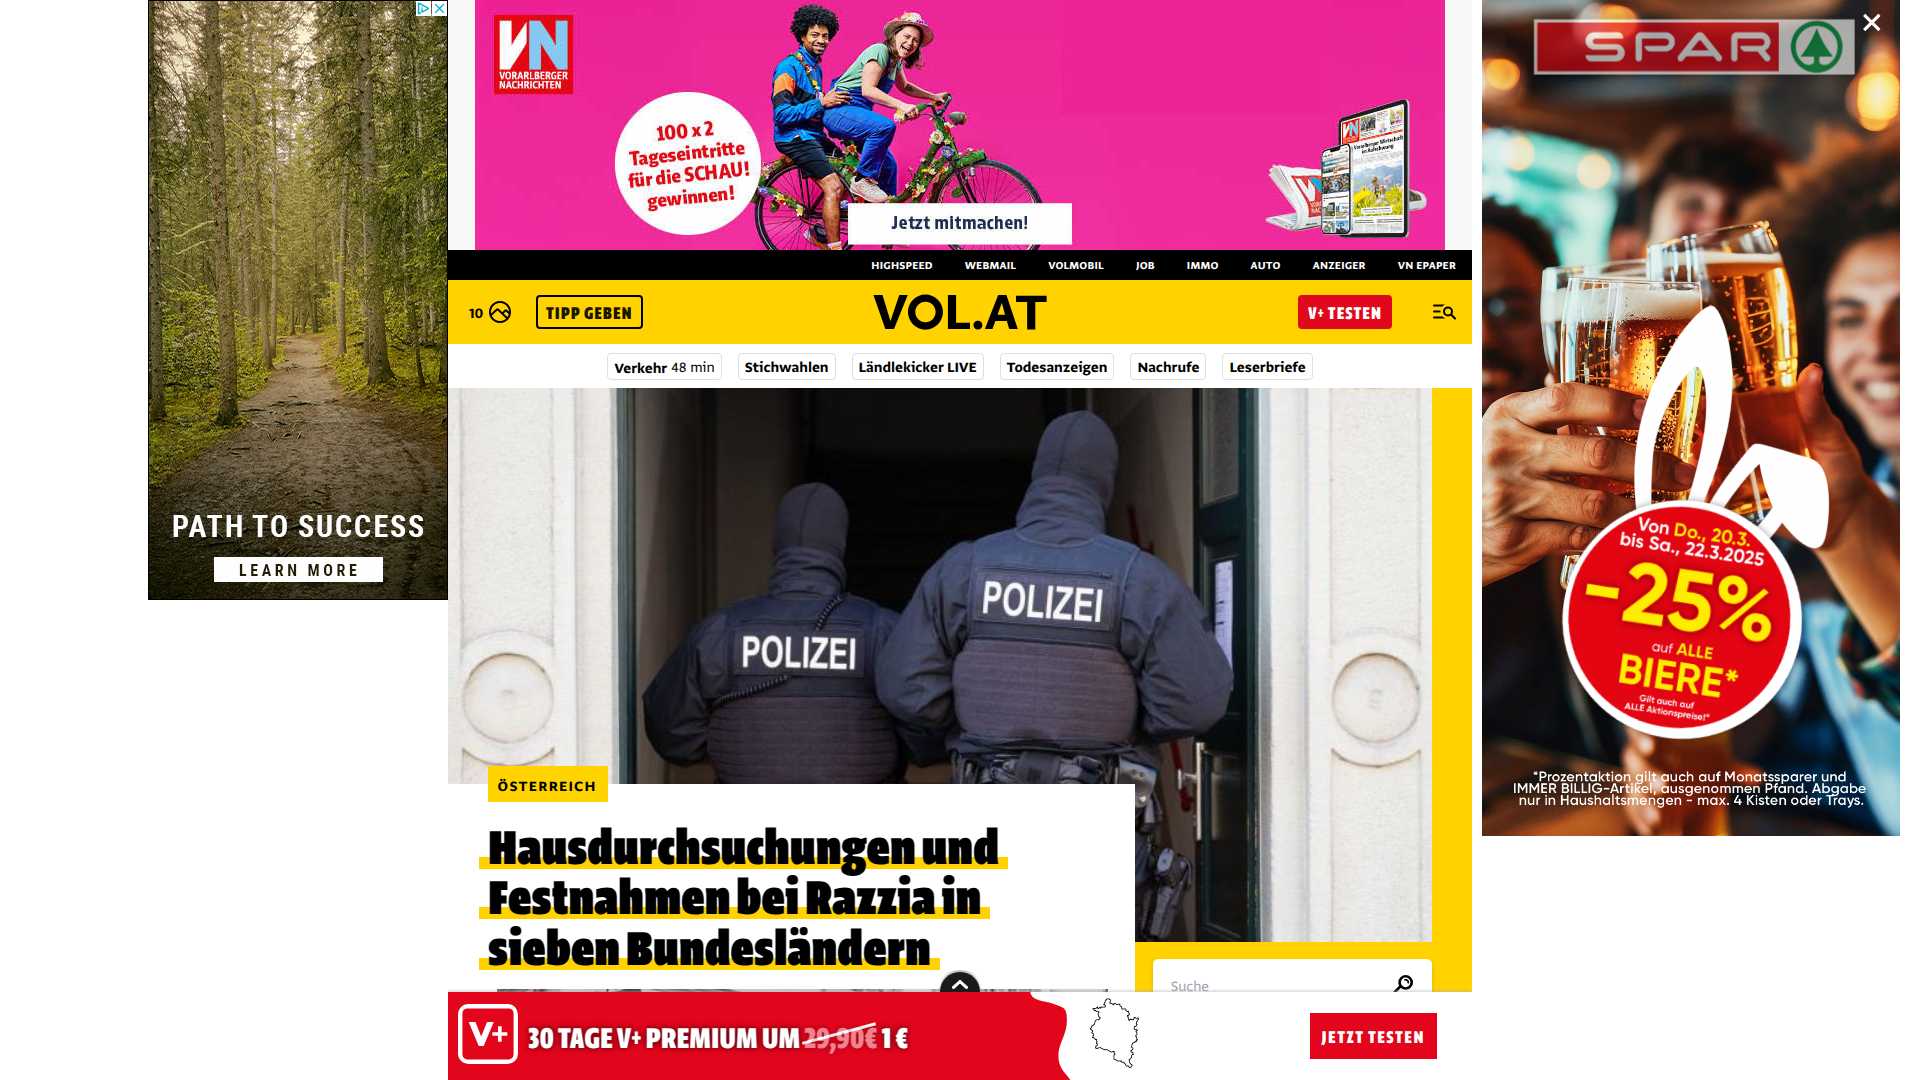 VN
VORARLBERGER
NACHRICHTEN
100 x 2
Tageseintritte
für die SCHAU!
gewinnen!
Jetzt mitmachen!
SPAR
HIGHSPEED WEBMAIL VOLMOBIL JOB IMMO AUTO ANZEIGER VN EPAPER
10 TIPP GEBEN VOL.AT V+ TESTEN
Verkehr 48 min Stichwahlen Ländlekicker LIVE Todesanzeigen Nachrufe Leserbriefe
PATH TO SUCCESS
LEARN MORE
POLIZEI
POLIZEI
Von Do., 20.3.
bis Sa., 22.3.2025
-25%
auf ALLE
BIERE*
Gilt auch auf
ALLE Aktionspreise!*
*Prozentaktion gilt auch auf Monatssparer und
IMMER BILLIG-Artikel, ausgenommen Pfand. Abgabe
nur in Haushaltsmengen - max. 4 Kisten oder Trays.
ÖSTERREICH
Hausdurchsuchungen und
Festnahmen bei Razzia in
sieben Bundesländern
Suche
V+ 30 TAGE V+ PREMIUM UM 29,90€ 1 €
JETZT TESTEN